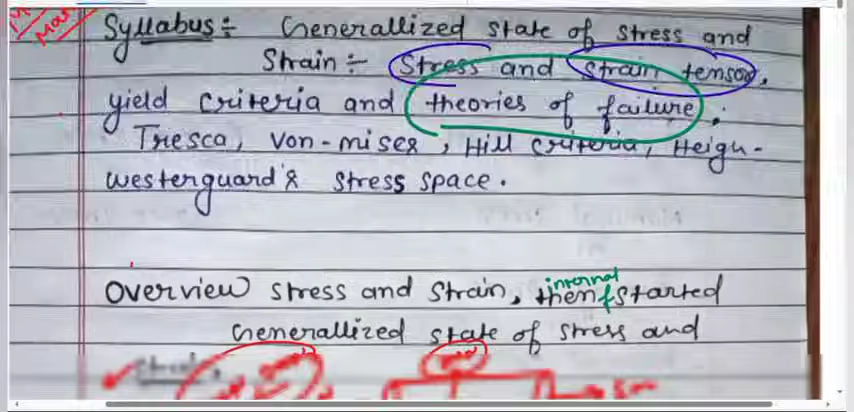 Syllabus :- Generallized state of stress and
Strain :- Stress and strain tensor,
yield criteria and theories of failure;
Tresca, Von-mises, Hill criteria, Heigh-
westerguard's stress space.
internal
Overview stress and strain, then started
Generallized state of stress and